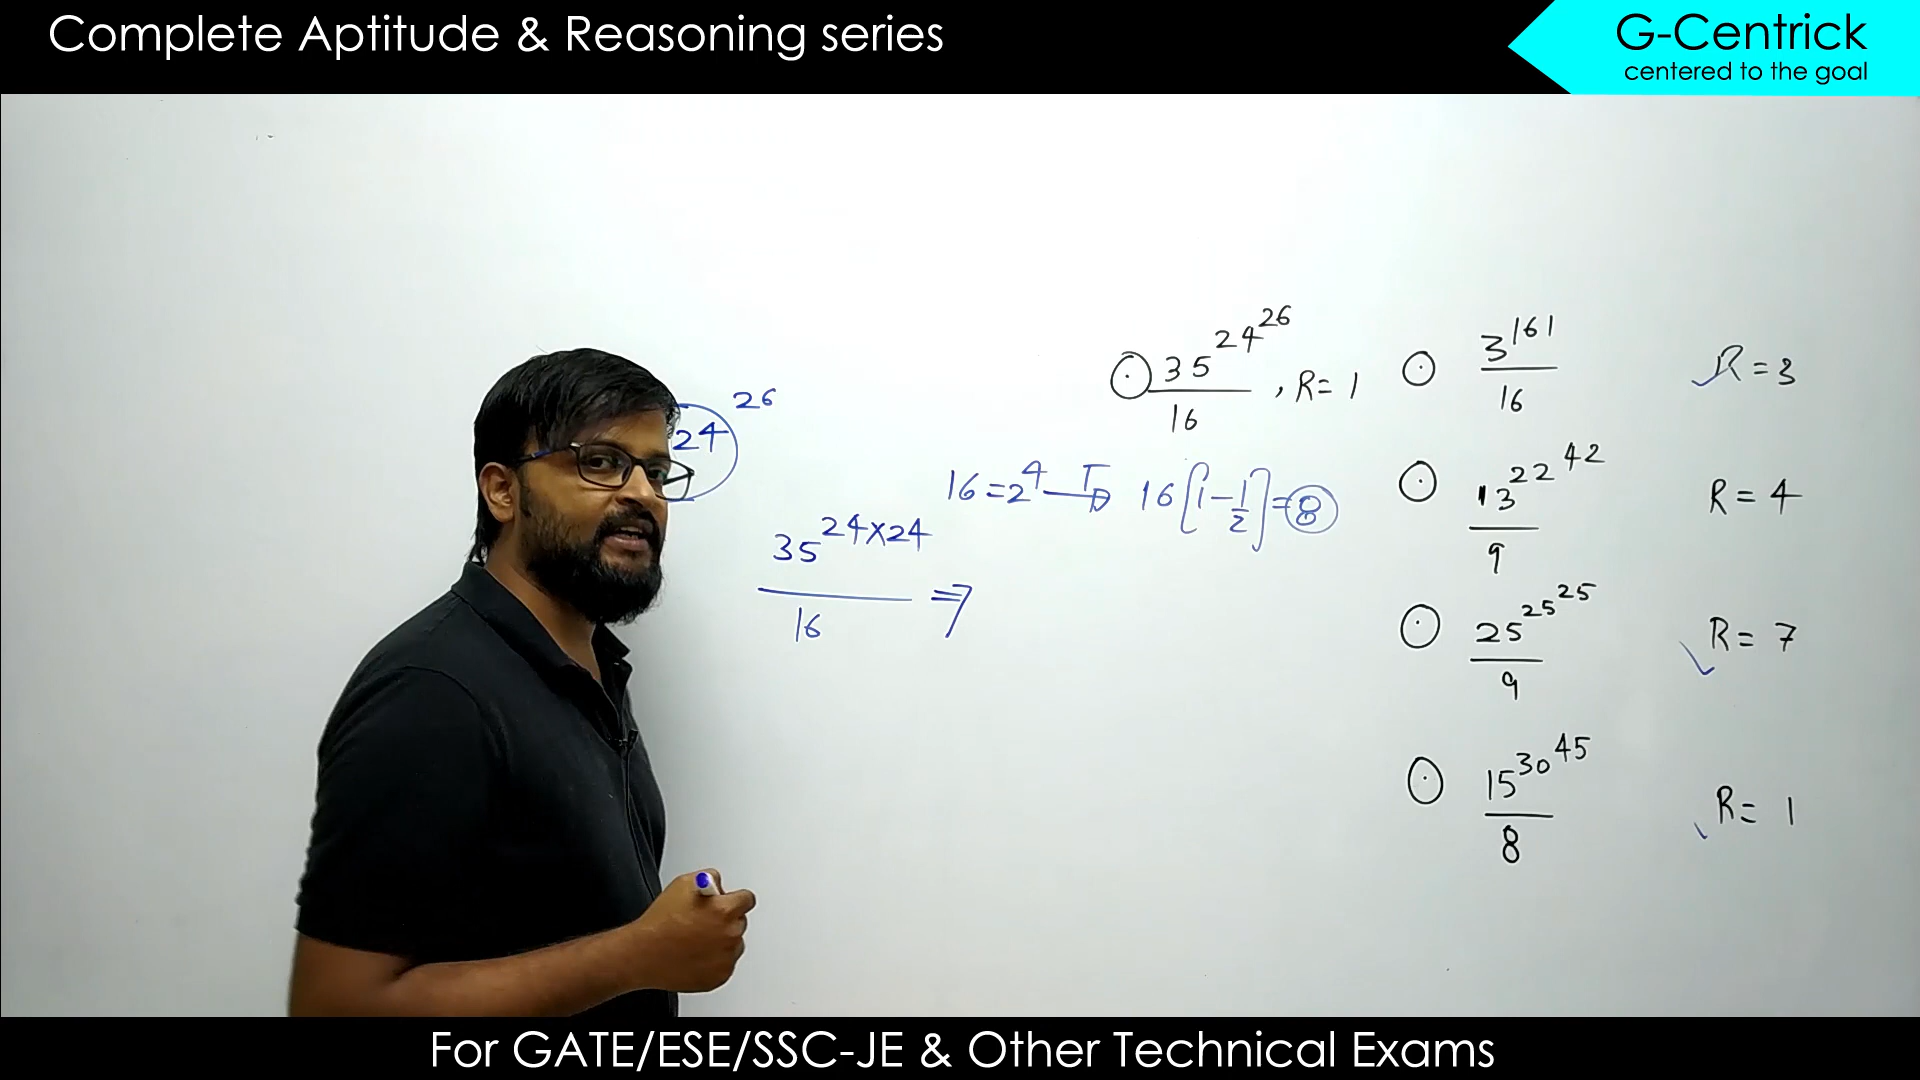 Complete Aptitude & Reasoning series
G-Centrick
centered to the goal
24^26
35^24^26 / 16 , R = 1
16 = 2^4 → 16[1 - 1/2] = 8
35^24×24 / 16 ⇒
3^161 / 16 R = 3
13^22^42 / 9 R = 4
25^25^25 / 9 R = 7
15^30^45 / 8 R = 1
For GATE/ESE/SSC-JE & Other Technical Exams